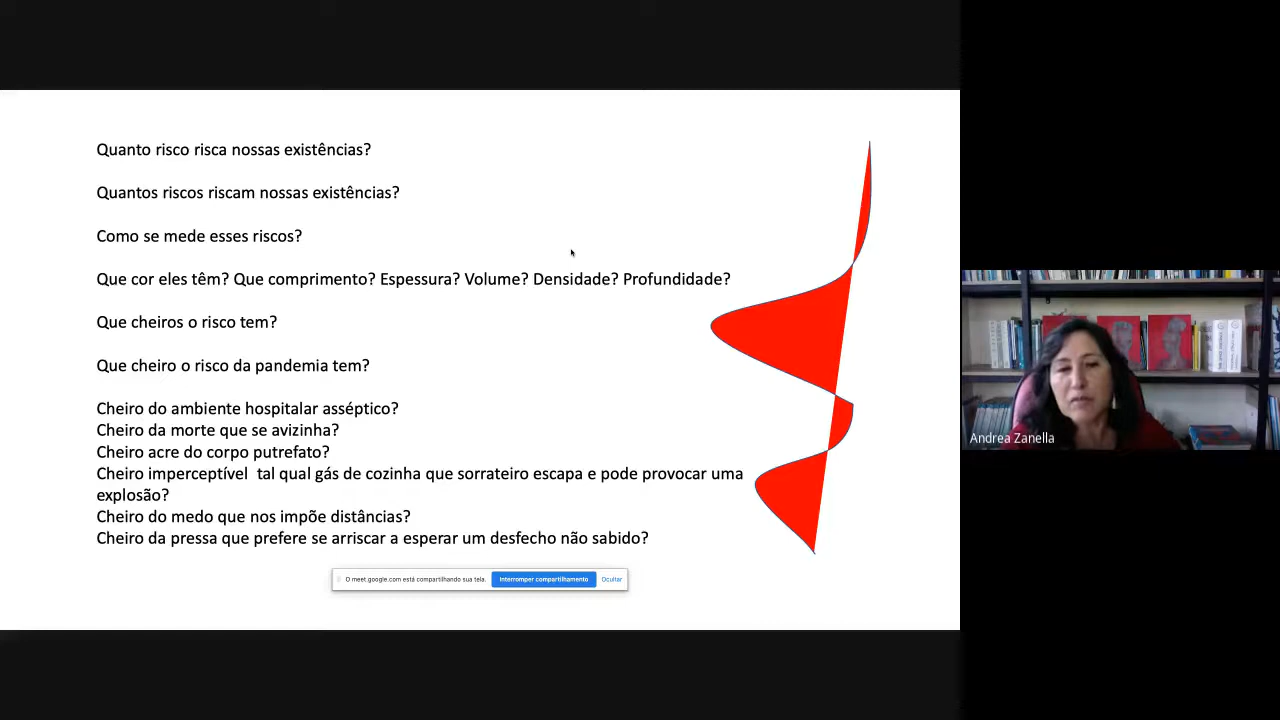 Quanto risco risca nossas existências?
Quantos riscos riscam nossas existências?
Como se mede esses riscos?
Que cor eles têm? Que comprimento? Espessura? Volume? Densidade? Profundidade?
Que cheiros o risco tem?
Que cheiro o risco da pandemia tem?
Cheiro do ambiente hospitalar asséptico?
Cheiro da morte que se avizinha?
Cheiro acre do corpo putrefato?
Cheiro imperceptível  tal qual gás de cozinha que sorrateiro escapa e pode provocar uma
explosão?
Cheiro do medo que nos impõe distâncias?
Cheiro da pressa que prefere se arriscar a esperar um desfecho não sabido?
O meet.google.com está compartilhando sua tela.
Interromper compartilhamento
Ocultar
Andrea Zanella